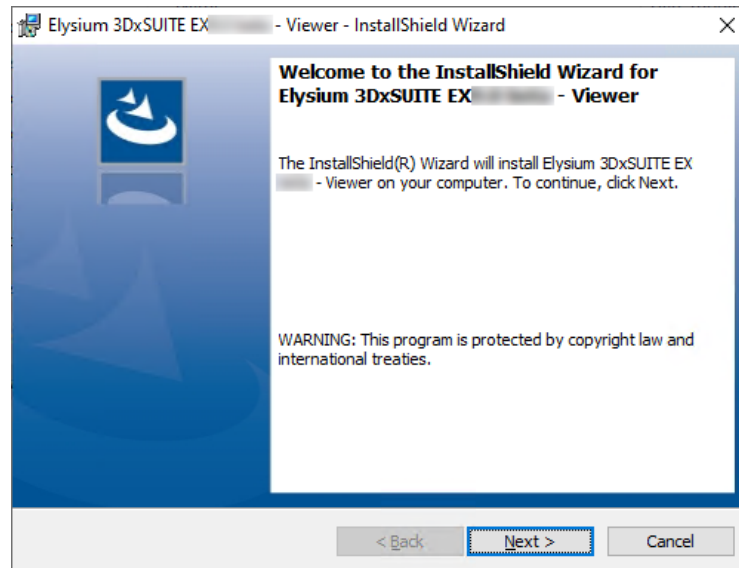 Elysium 3DxSUITE EX - Viewer - InstallShield Wizard
Welcome to the InstallShield Wizard for
Elysium 3DxSUITE EX - Viewer
The InstallShield(R) Wizard will install Elysium 3DxSUITE EX
- Viewer on your computer. To continue, click Next.
WARNING: This program is protected by copyright law and
international treaties.
< Back
Next >
Cancel